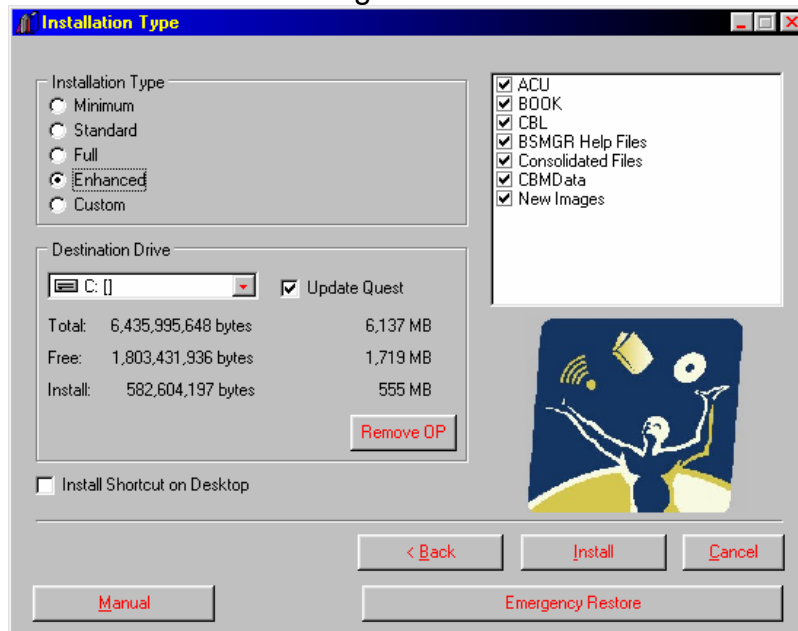 Installation Type
Installation Type
Minimum
Standard
Full
Enhanced
Custom
ACU
BOOK
CBL
BSMGR Help Files
Consolidated Files
CBMData
New Images
Destination Drive
C: []
Update Quest
Total: 6,435,995,648 bytes 6,137 MB
Free: 1,803,431,936 bytes 1,719 MB
Install: 582,604,197 bytes 555 MB
Remove OP
Install Shortcut on Desktop
< Back
Install
Cancel
Manual
Emergency Restore